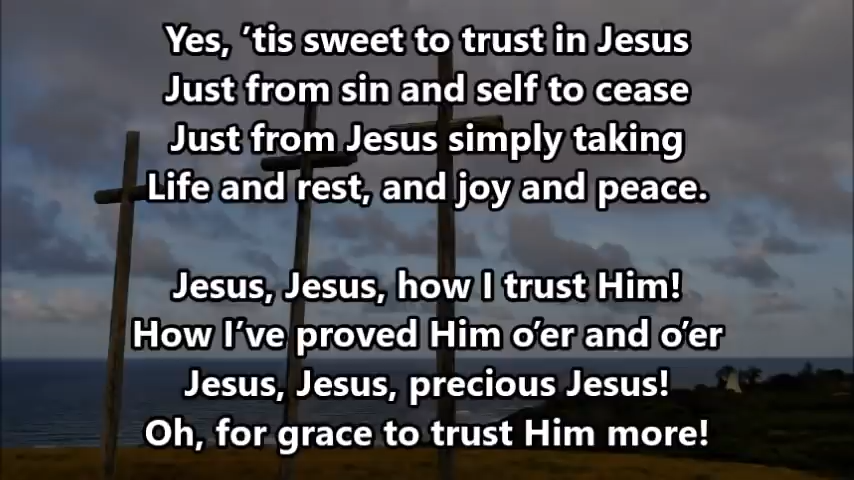 Yes, ’tis sweet to trust in Jesus
Just from sin and self to cease
Just from Jesus simply taking
Life and rest, and joy and peace.
Jesus, Jesus, how I trust Him!
How I’ve proved Him o’er and o’er
Jesus, Jesus, precious Jesus!
Oh, for grace to trust Him more!